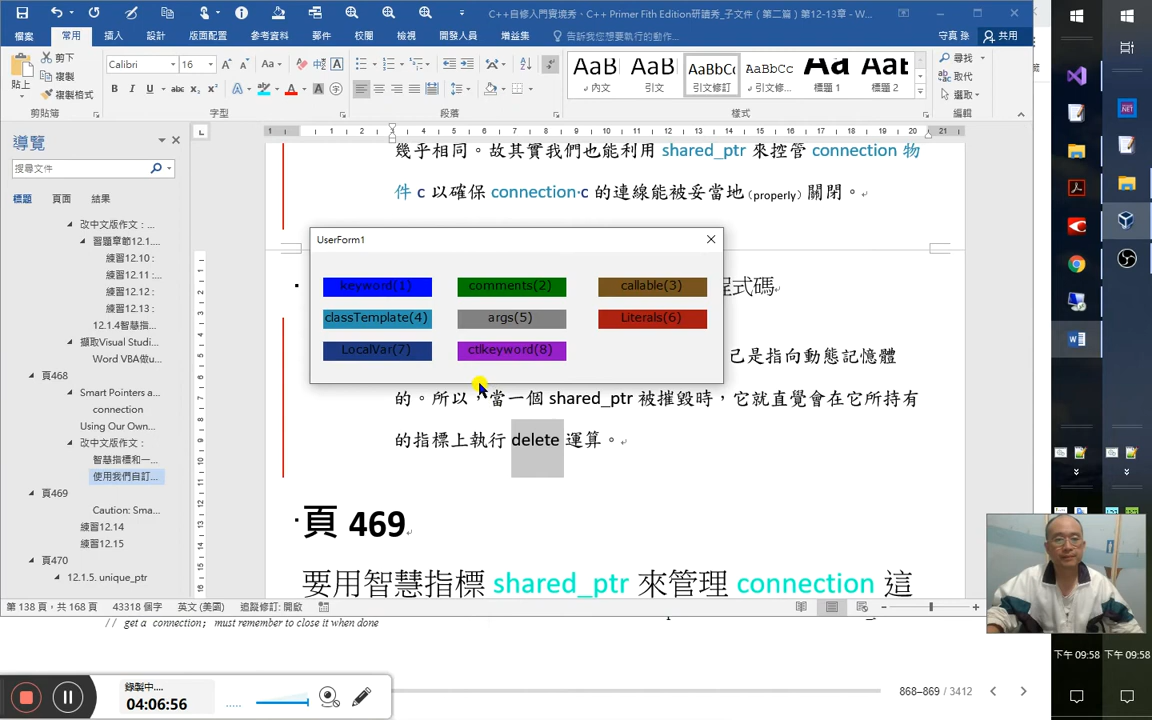 C++自修入門實境秀、C++ Primer Fith Edition研讀秀_子文件（第二篇）第12-13章 - W...
檔案 常用 插入 設計 版面配置 參考資料 郵件 校閱 檢視 開發人員 增益集 告訴我您想要執行的動作... 守真 孫 共用
貼上 剪下 複製 複製格式 剪貼簿
Calibri 16 字型
段落
AaB 內文
AaB 引文
AaBbCc 引文修訂
AaBbCc 引文修...
Aa 標題 1
Aat 標題 2
樣式
尋找 取代 選取 編輯
導覽
搜尋文件
標題 頁面 結果
改中文版作文：...
習題章節12.1....
練習12.10：
練習12.11：...
練習12.12：
練習12.13：
12.1.4智慧指...
擷取Visual Studi...
Word VBA做u...
頁468
Smart Pointers a...
connection
Using Our Own...
改中文版作文：
智慧指標和一...
使用我們自訂...
頁469
Caution: Sma...
練習12.14
練習12.15
頁470
12.1.5. unique_ptr
幾乎相同。故其實我們也能利用 shared_ptr 來控管 connection 物
件 c 以確保 connection·c 的連線能被妥當地 (properly) 關閉。
程式碼
UserForm1
keyword(1) comments(2) callable(3)
classTemplate(4) args(5) Literals(6)
LocalVar(7) ctlkeyword(8)
己是指向動態記憶體
的。所以，當一個 shared_ptr 被摧毀時，它就直覺會在它所持有
的指標上執行 delete 運算。
頁 469
要用智慧指標 shared_ptr 來管理 connection 這
第 138 頁，共 168 頁 43318 個字 英文 (美國) 追蹤修訂: 開啟
// get a connection; must remember to close it when done
錄製中....
04:06:56
868–869 / 3412
下午 09:58 下午 09:58